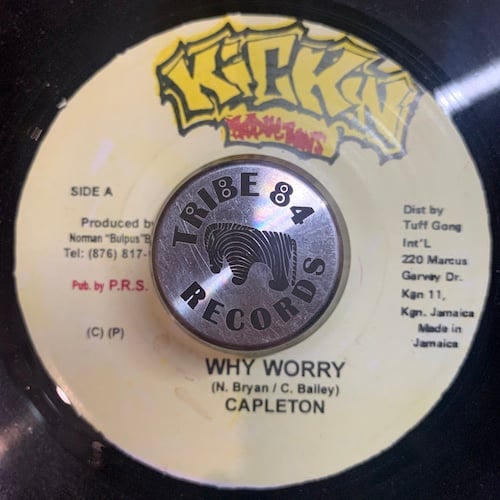 KiCKiN
PRODUCTIONS
SIDE A
Produced by
Norman "Bulpus" B
Tel: (876) 817-
Pub. by P.R.S.
(C) (P)
TRIBE 84
RECORDS
Dist by
Tuff Gong
Int'L
220 Marcus
Garvey Dr.
Kgn 11,
Kgn. Jamaica
Made in
Jamaica
WHY WORRY
(N. Bryan / C. Bailey)
CAPLETON